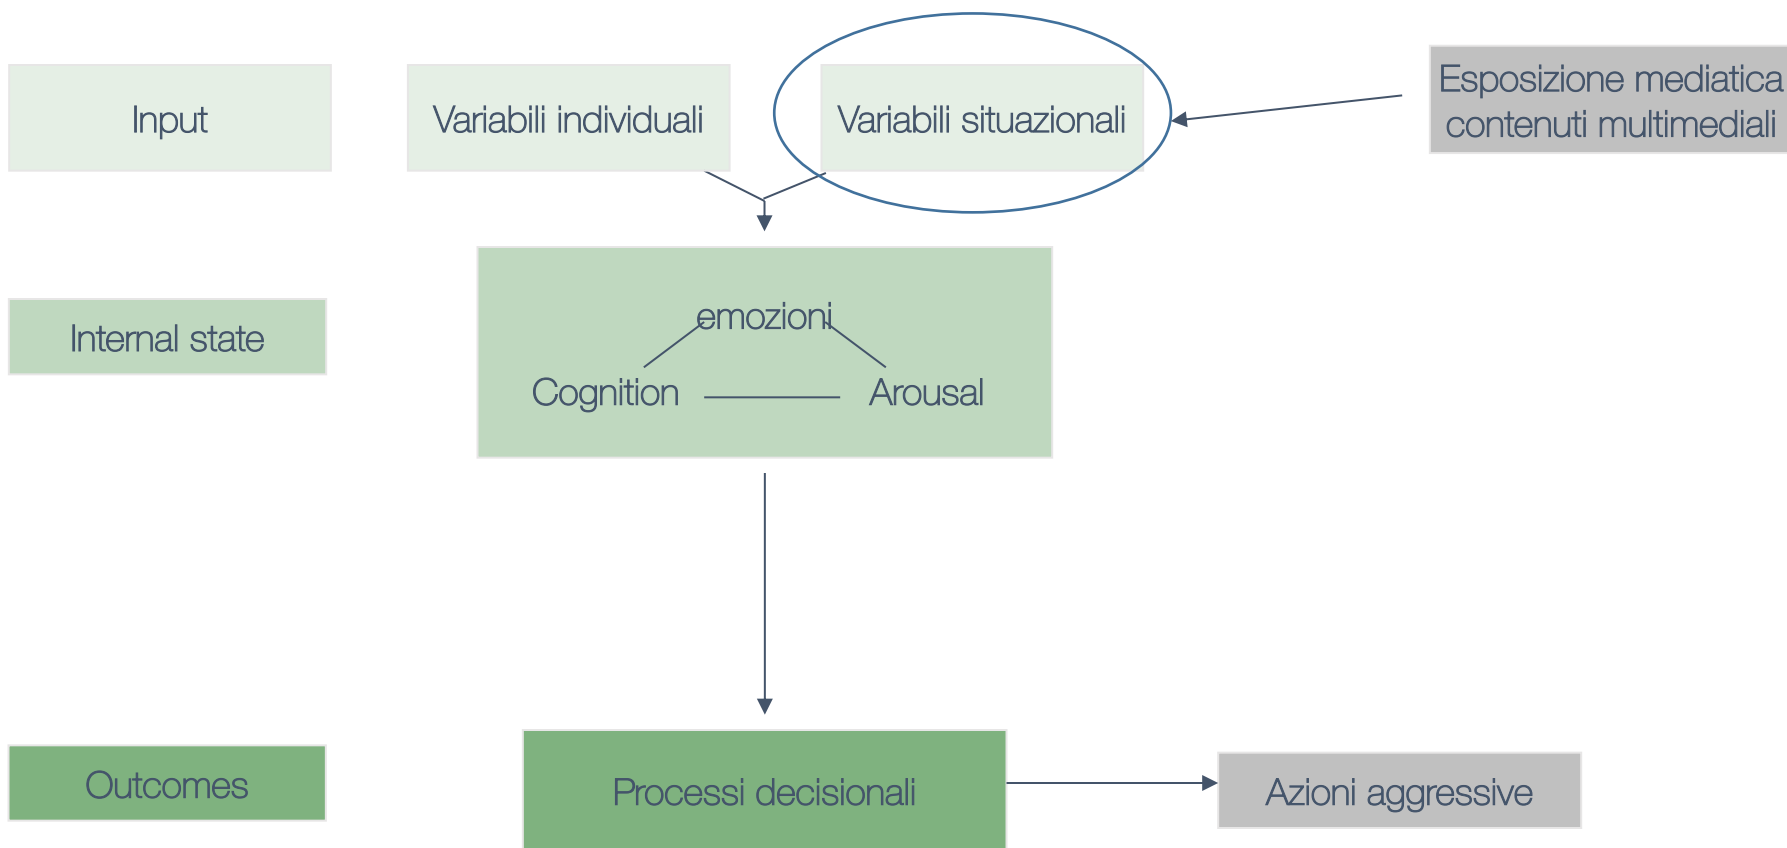 Input
Variabili individuali
Variabili situazionali
Esposizione mediatica
contenuti multimediali
Internal state
emozioni
Cognition
Arousal
Outcomes
Processi decisionali
Azioni aggressive